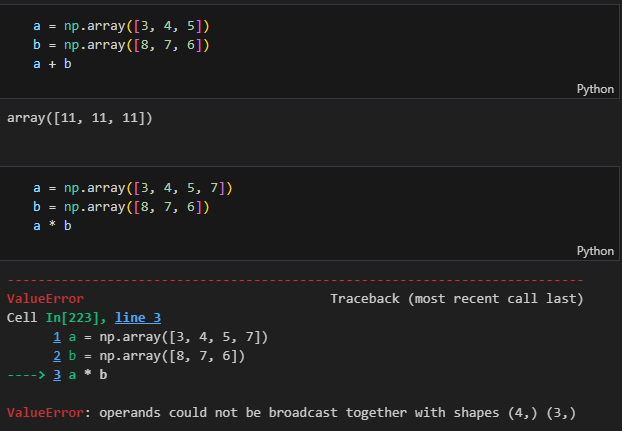 a = np.array([3, 4, 5])
b = np.array([8, 7, 6])
a + b
Python
array([11, 11, 11])
a = np.array([3, 4, 5, 7])
b = np.array([8, 7, 6])
a * b
Python
---------------------------------------------------------------------------
ValueError                                Traceback (most recent call last)
Cell In[223], line 3
      1 a = np.array([3, 4, 5, 7])
      2 b = np.array([8, 7, 6])
----> 3 a * b
ValueError: operands could not be broadcast together with shapes (4,) (3,)